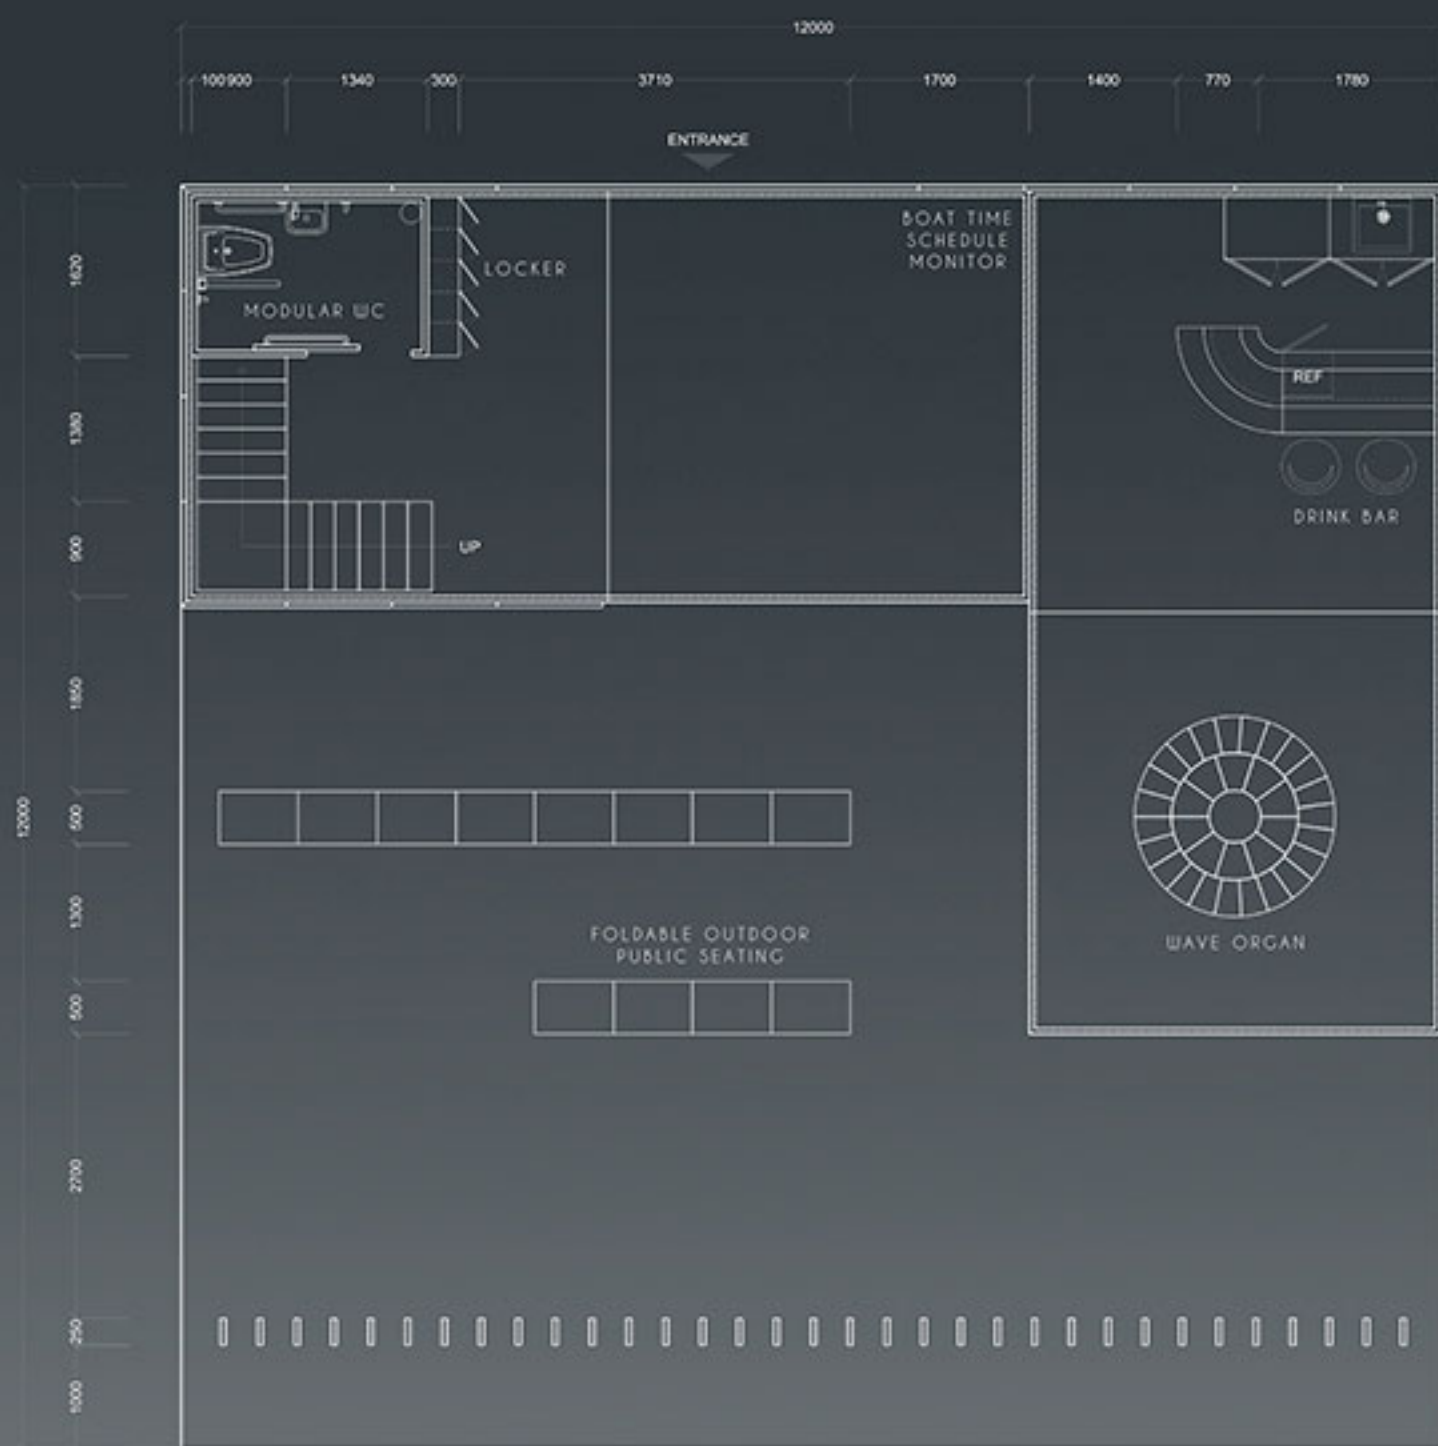 12000
100 900 1340 300 3710 1700 1400 770 1780
ENTRANCE
BOAT TIME
SCHEDULE
MONITOR
LOCKER
MODULAR WC
1620
REF
1380
DRINK BAR
900
UP
1850
12000
500
1300
FOLDABLE OUTDOOR
PUBLIC SEATING
WAVE ORGAN
500
2700
250
1000